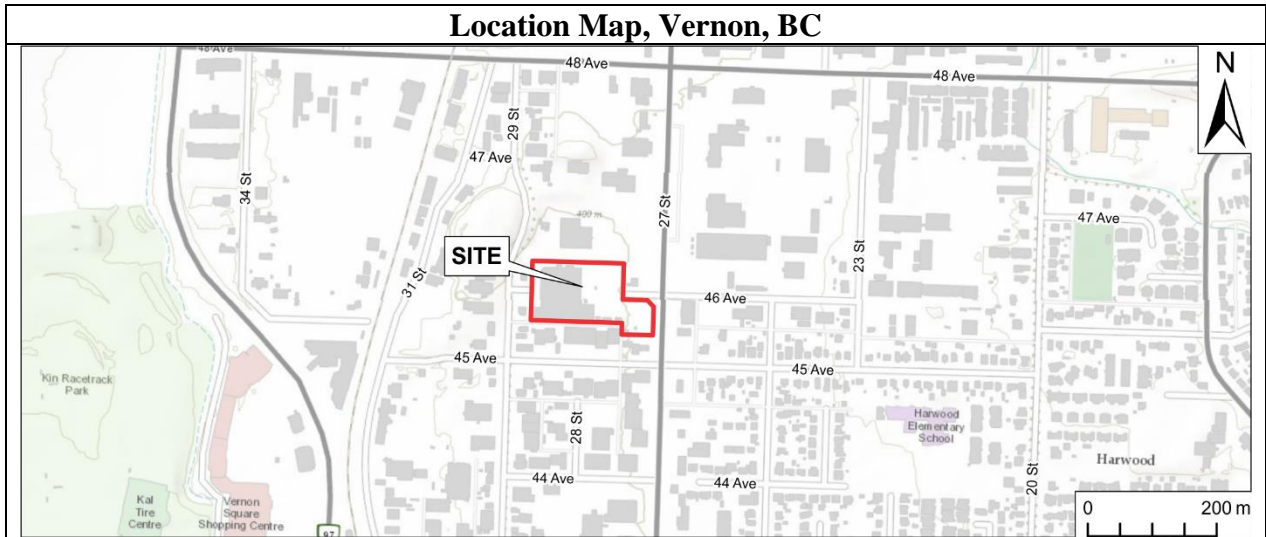 Location Map, Vernon, BC
48 Ave
48 Ave
48 Ave
N
29 St
47 Ave
34 St
27 St
23 St
47 Ave
400 m
SITE
31 St
46 Ave
45 Ave
45 Ave
Kin Racetrack
Park
28 St
Harwood
Elementary
School
Harwood
20 St
44 Ave
44 Ave
Kal
Tire
Centre
Vernon
Square
Shopping Centre
97
0 200 m